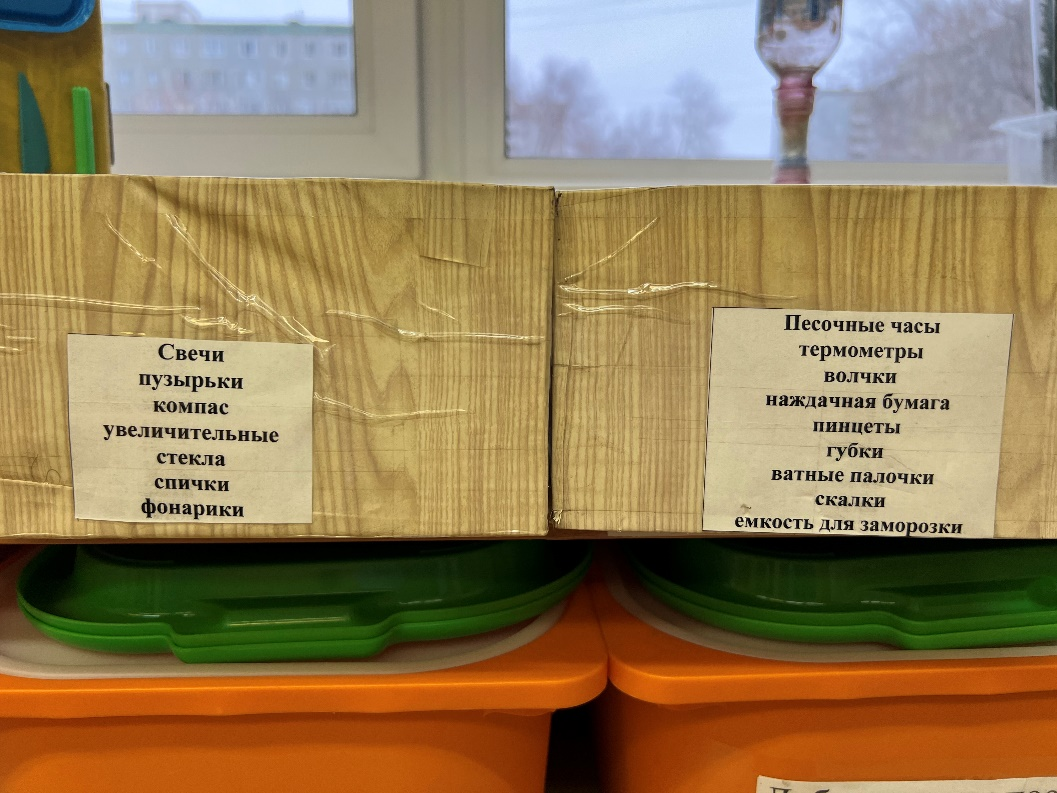 Свечи
пузырьки
компас
увеличительные
стекла
спички
фонарики
Песочные часы
термометры
волчки
наждачная бумага
пинцеты
губки
ватные палочки
скалки
емкость для заморозки